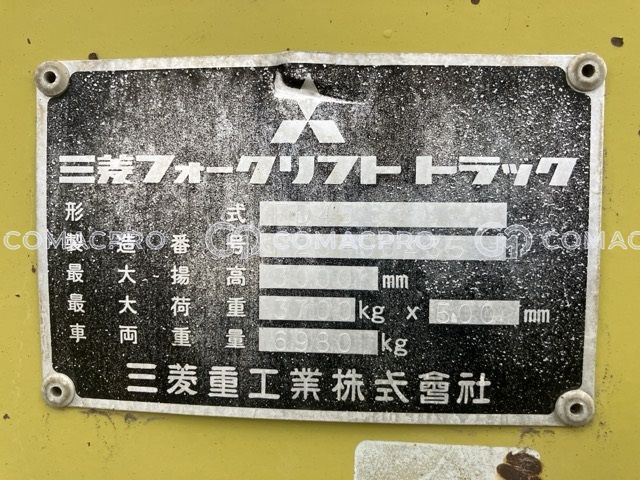 三菱フォークリフト トラック
形式
製造番号
最大揚高 mm
最大荷重 kg x 500 mm
車両重量 6980 kg
三菱重工業株式會社
COMACPRO COMACPRO COMACPRO